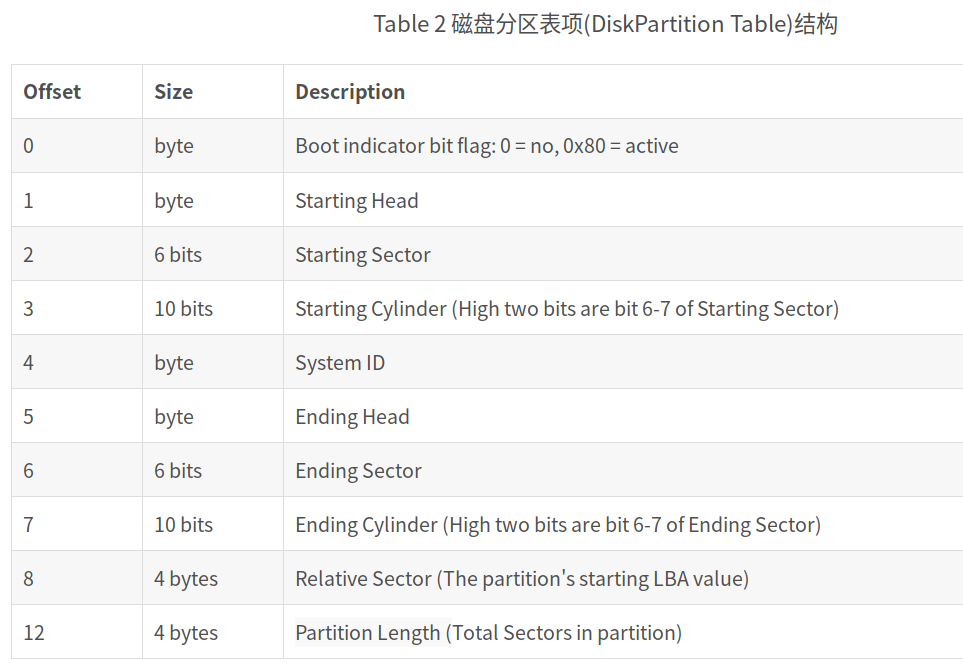 Table 2 磁盘分区表项(DiskPartition Table)结构
Offset Size Description
0 byte Boot indicator bit flag: 0 = no, 0x80 = active
1 byte Starting Head
2 6 bits Starting Sector
3 10 bits Starting Cylinder (High two bits are bit 6-7 of Starting Sector)
4 byte System ID
5 byte Ending Head
6 6 bits Ending Sector
7 10 bits Ending Cylinder (High two bits are bit 6-7 of Ending Sector)
8 4 bytes Relative Sector (The partition's starting LBA value)
12 4 bytes Partition Length (Total Sectors in partition)